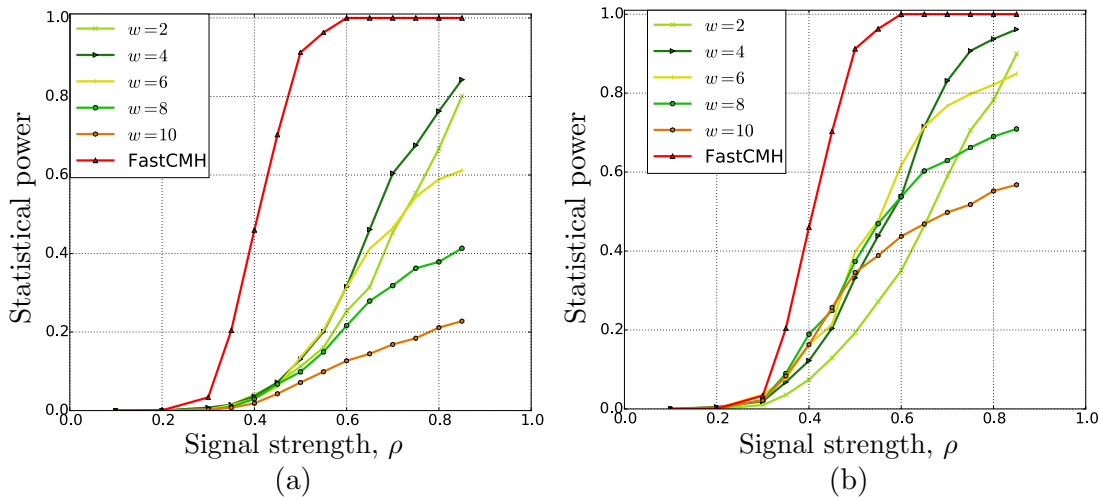 1.0
0.8
0.6
0.4
0.2
0.0
0.0 0.2 0.4 0.6 0.8 1.0
Statistical power
Signal strength, ρ
w=2
w=4
w=6
w=8
w=10
FastCMH
(a)
1.0
0.8
0.6
0.4
0.2
0.0
0.0 0.2 0.4 0.6 0.8 1.0
Statistical power
Signal strength, ρ
w=2
w=4
w=6
w=8
w=10
FastCMH
(b)